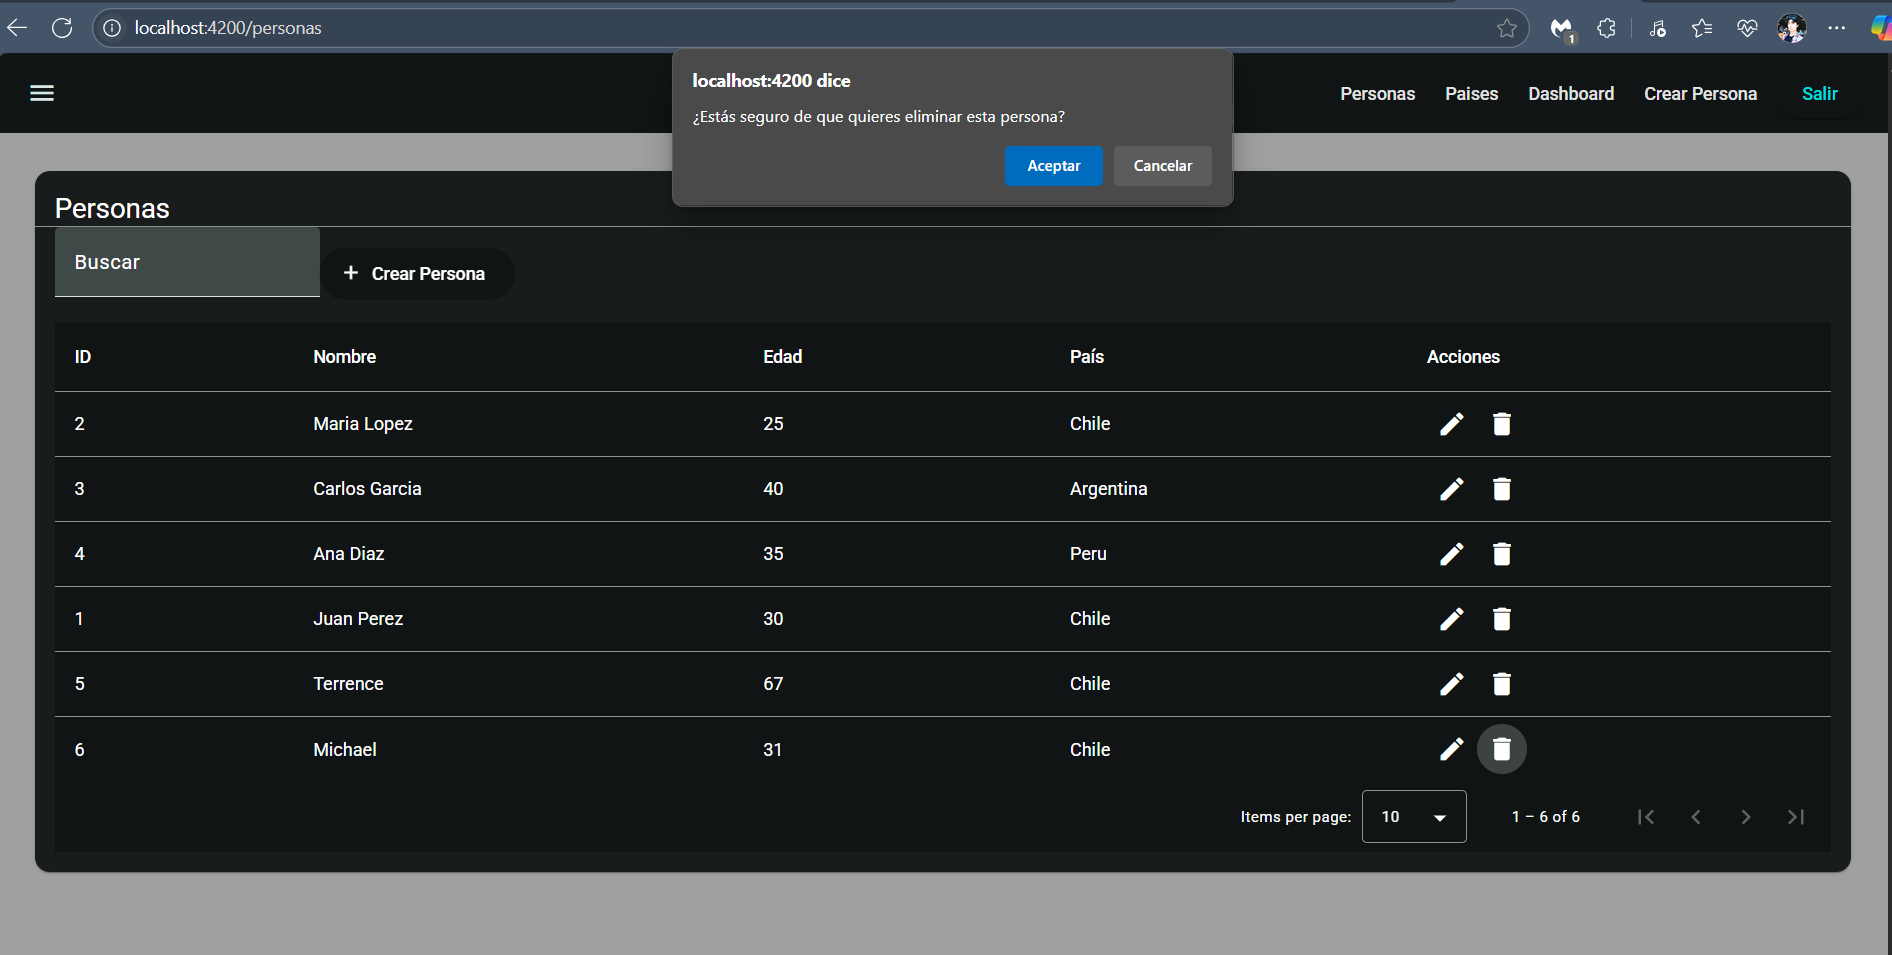 localhost:4200/personas
1
localhost:4200 dice
¿Estás seguro de que quieres eliminar esta persona?
Aceptar Cancelar
Personas Paises Dashboard Crear Persona Salir
Personas
Buscar
+ Crear Persona
ID Nombre Edad País Acciones
2 Maria Lopez 25 Chile
3 Carlos Garcia 40 Argentina
4 Ana Diaz 35 Peru
1 Juan Perez 30 Chile
5 Terrence 67 Chile
6 Michael 31 Chile
Items per page: 10 1 – 6 of 6